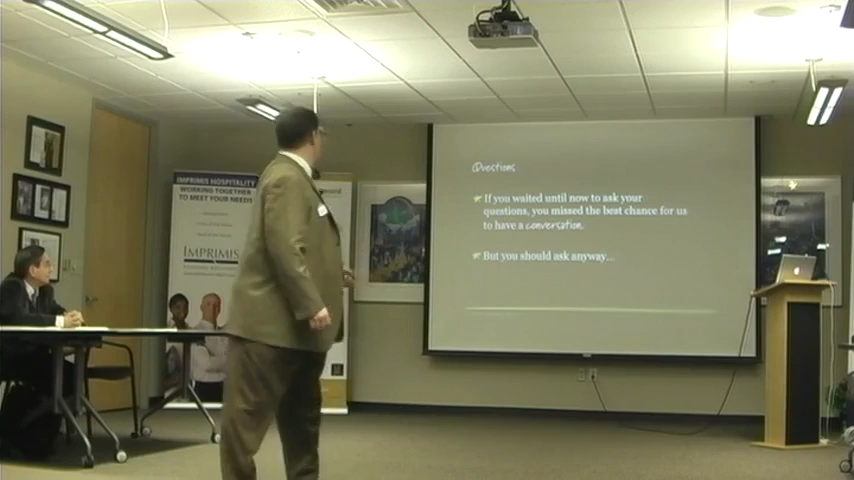 IMPRIMIS HOSPITALITY
WORKING TOGETHER
TO MEET YOUR NEEDS
IMPRIMIS
Questions
If you waited until now to ask your
questions, you missed the best chance for us
to have a conversation.
But you should ask anyway...